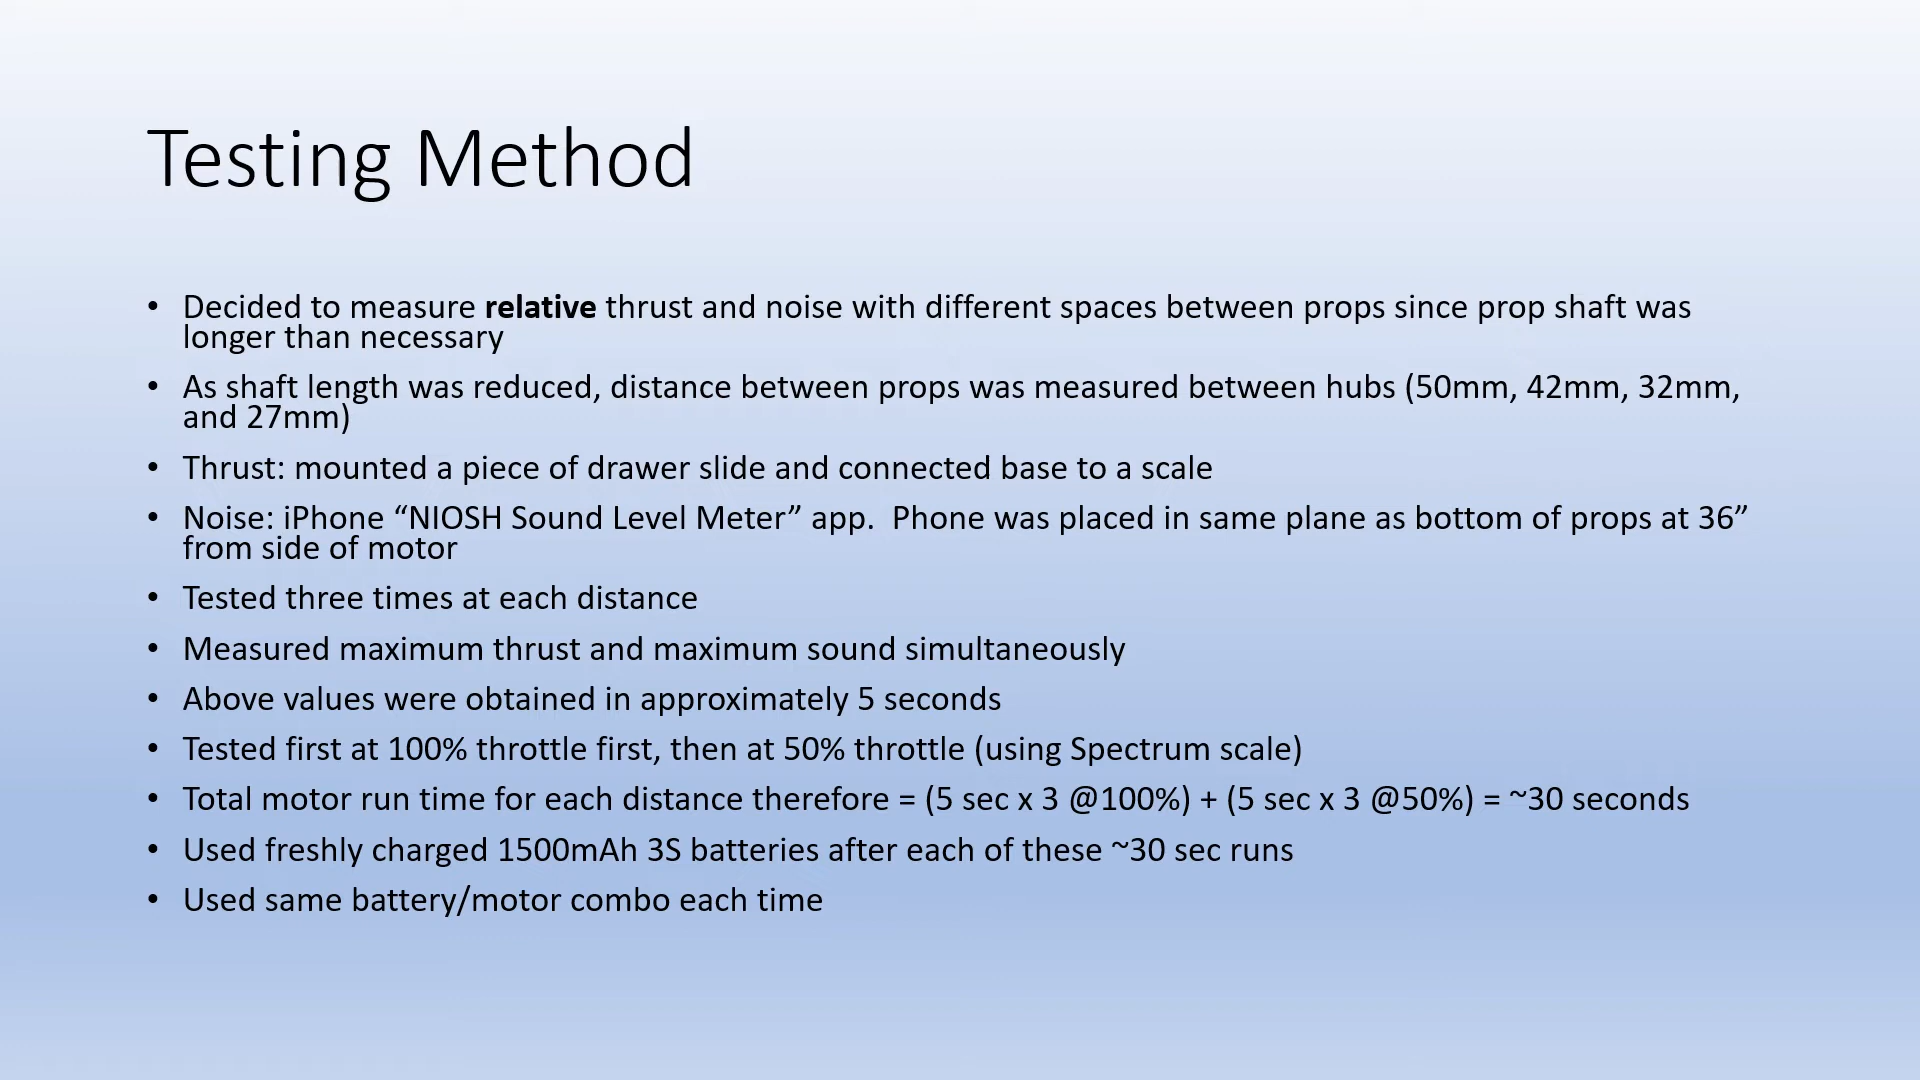 Testing Method
• Decided to measure relative thrust and noise with different spaces between props since prop shaft was
longer than necessary
• As shaft length was reduced, distance between props was measured between hubs (50mm, 42mm, 32mm,
and 27mm)
• Thrust: mounted a piece of drawer slide and connected base to a scale
• Noise: iPhone “NIOSH Sound Level Meter” app.  Phone was placed in same plane as bottom of props at 36”
from side of motor
• Tested three times at each distance
• Measured maximum thrust and maximum sound simultaneously
• Above values were obtained in approximately 5 seconds
• Tested first at 100% throttle first, then at 50% throttle (using Spectrum scale)
• Total motor run time for each distance therefore = (5 sec x 3 @100%) + (5 sec x 3 @50%) = ~30 seconds
• Used freshly charged 1500mAh 3S batteries after each of these ~30 sec runs
• Used same battery/motor combo each time